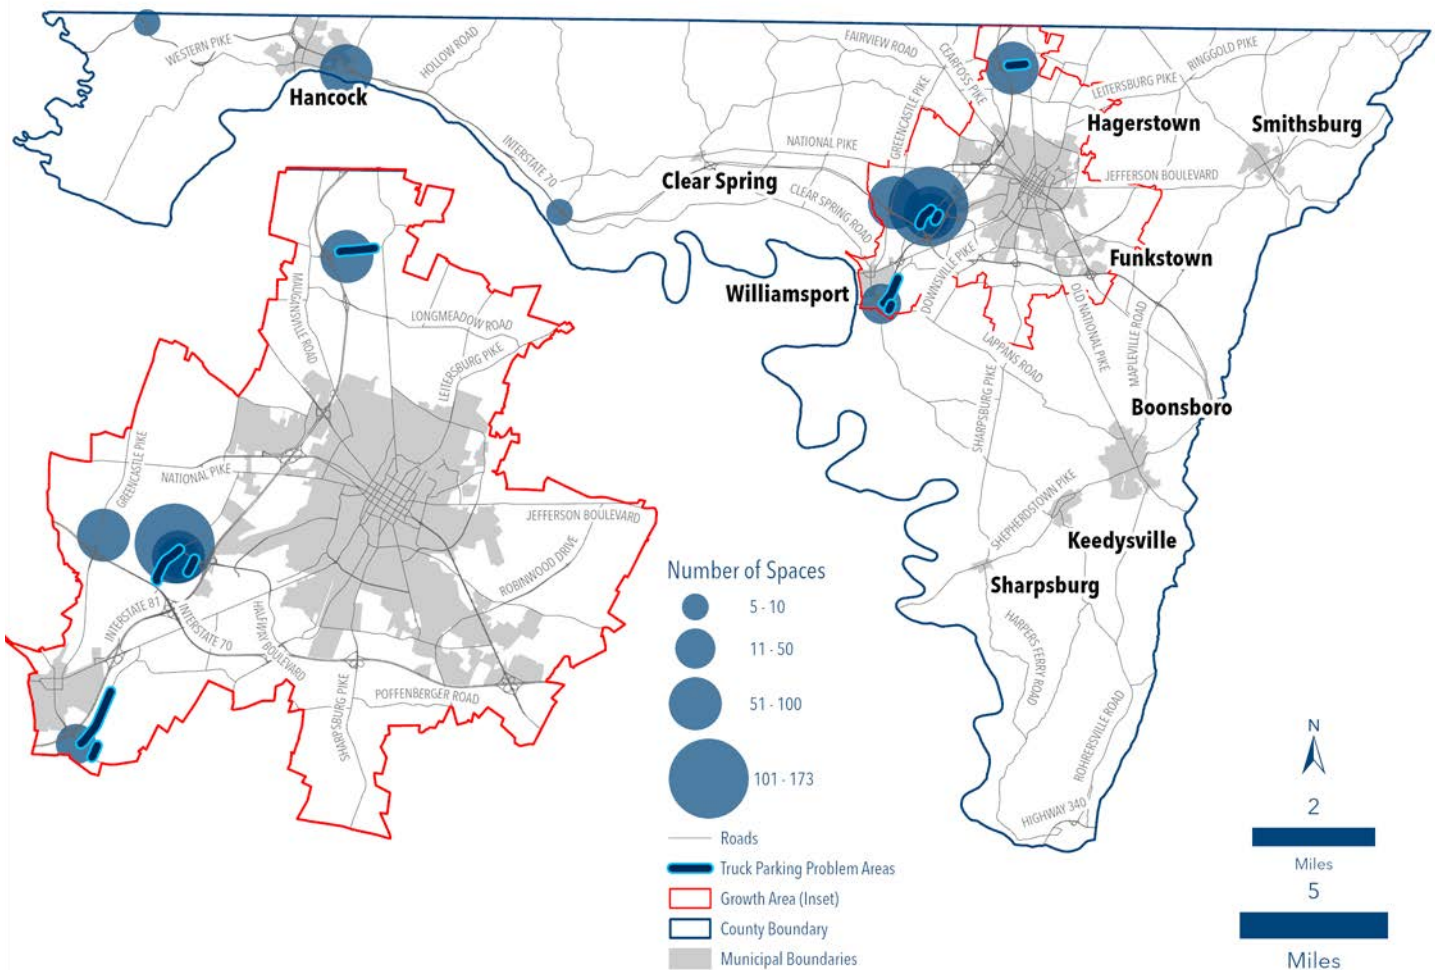 WESTERN PIKE
HOLLOW ROAD
Hancock
INTERSTATE 70
FAIRVIEW ROAD
CEARFOSS PIKE
GREENCASTLE PIKE
RINGGOLD PIKE
LEITERSBURG PIKE
Hagerstown
Smithsburg
NATIONAL PIKE
Clear Spring
JEFFERSON BOULEVARD
CLEAR SPRING ROAD
Funkstown
Williamsport
DOWNSVILLE PIKE
OLD NATIONAL PIKE
MAPLEVILLE ROAD
LAPPANS ROAD
SHARPSBURG PIKE
Boonsboro
SHEPHERDSTOWN PIKE
Keedysville
Sharpsburg
HARPERS FERRY ROAD
ROHRERSVILLE ROAD
HIGHWAY 340
MAUGANSVILLE ROAD
LONGMEADOW ROAD
LEITERSBURG PIKE
GREENCASTLE PIKE
NATIONAL PIKE
JEFFERSON BOULEVARD
ROBINWOOD DRIVE
INTERSTATE 81
INTERSTATE 70
HALFWAY BOULEVARD
SHARPSBURG PIKE
POFFENBERGER ROAD
Number of Spaces
5 - 10
11 - 50
51 - 100
101 - 173
Roads
Truck Parking Problem Areas
Growth Area (Inset)
County Boundary
Municipal Boundaries
N
2
Miles
5
Miles